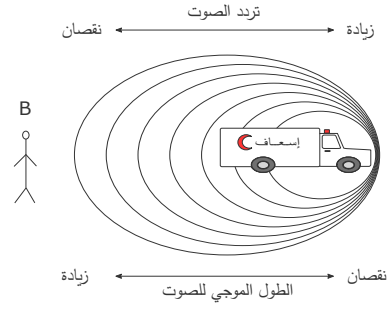 تردد الصوت
زيادة
نقصان
B
إسعاف
نقصان
زيادة
الطول الموجي للصوت